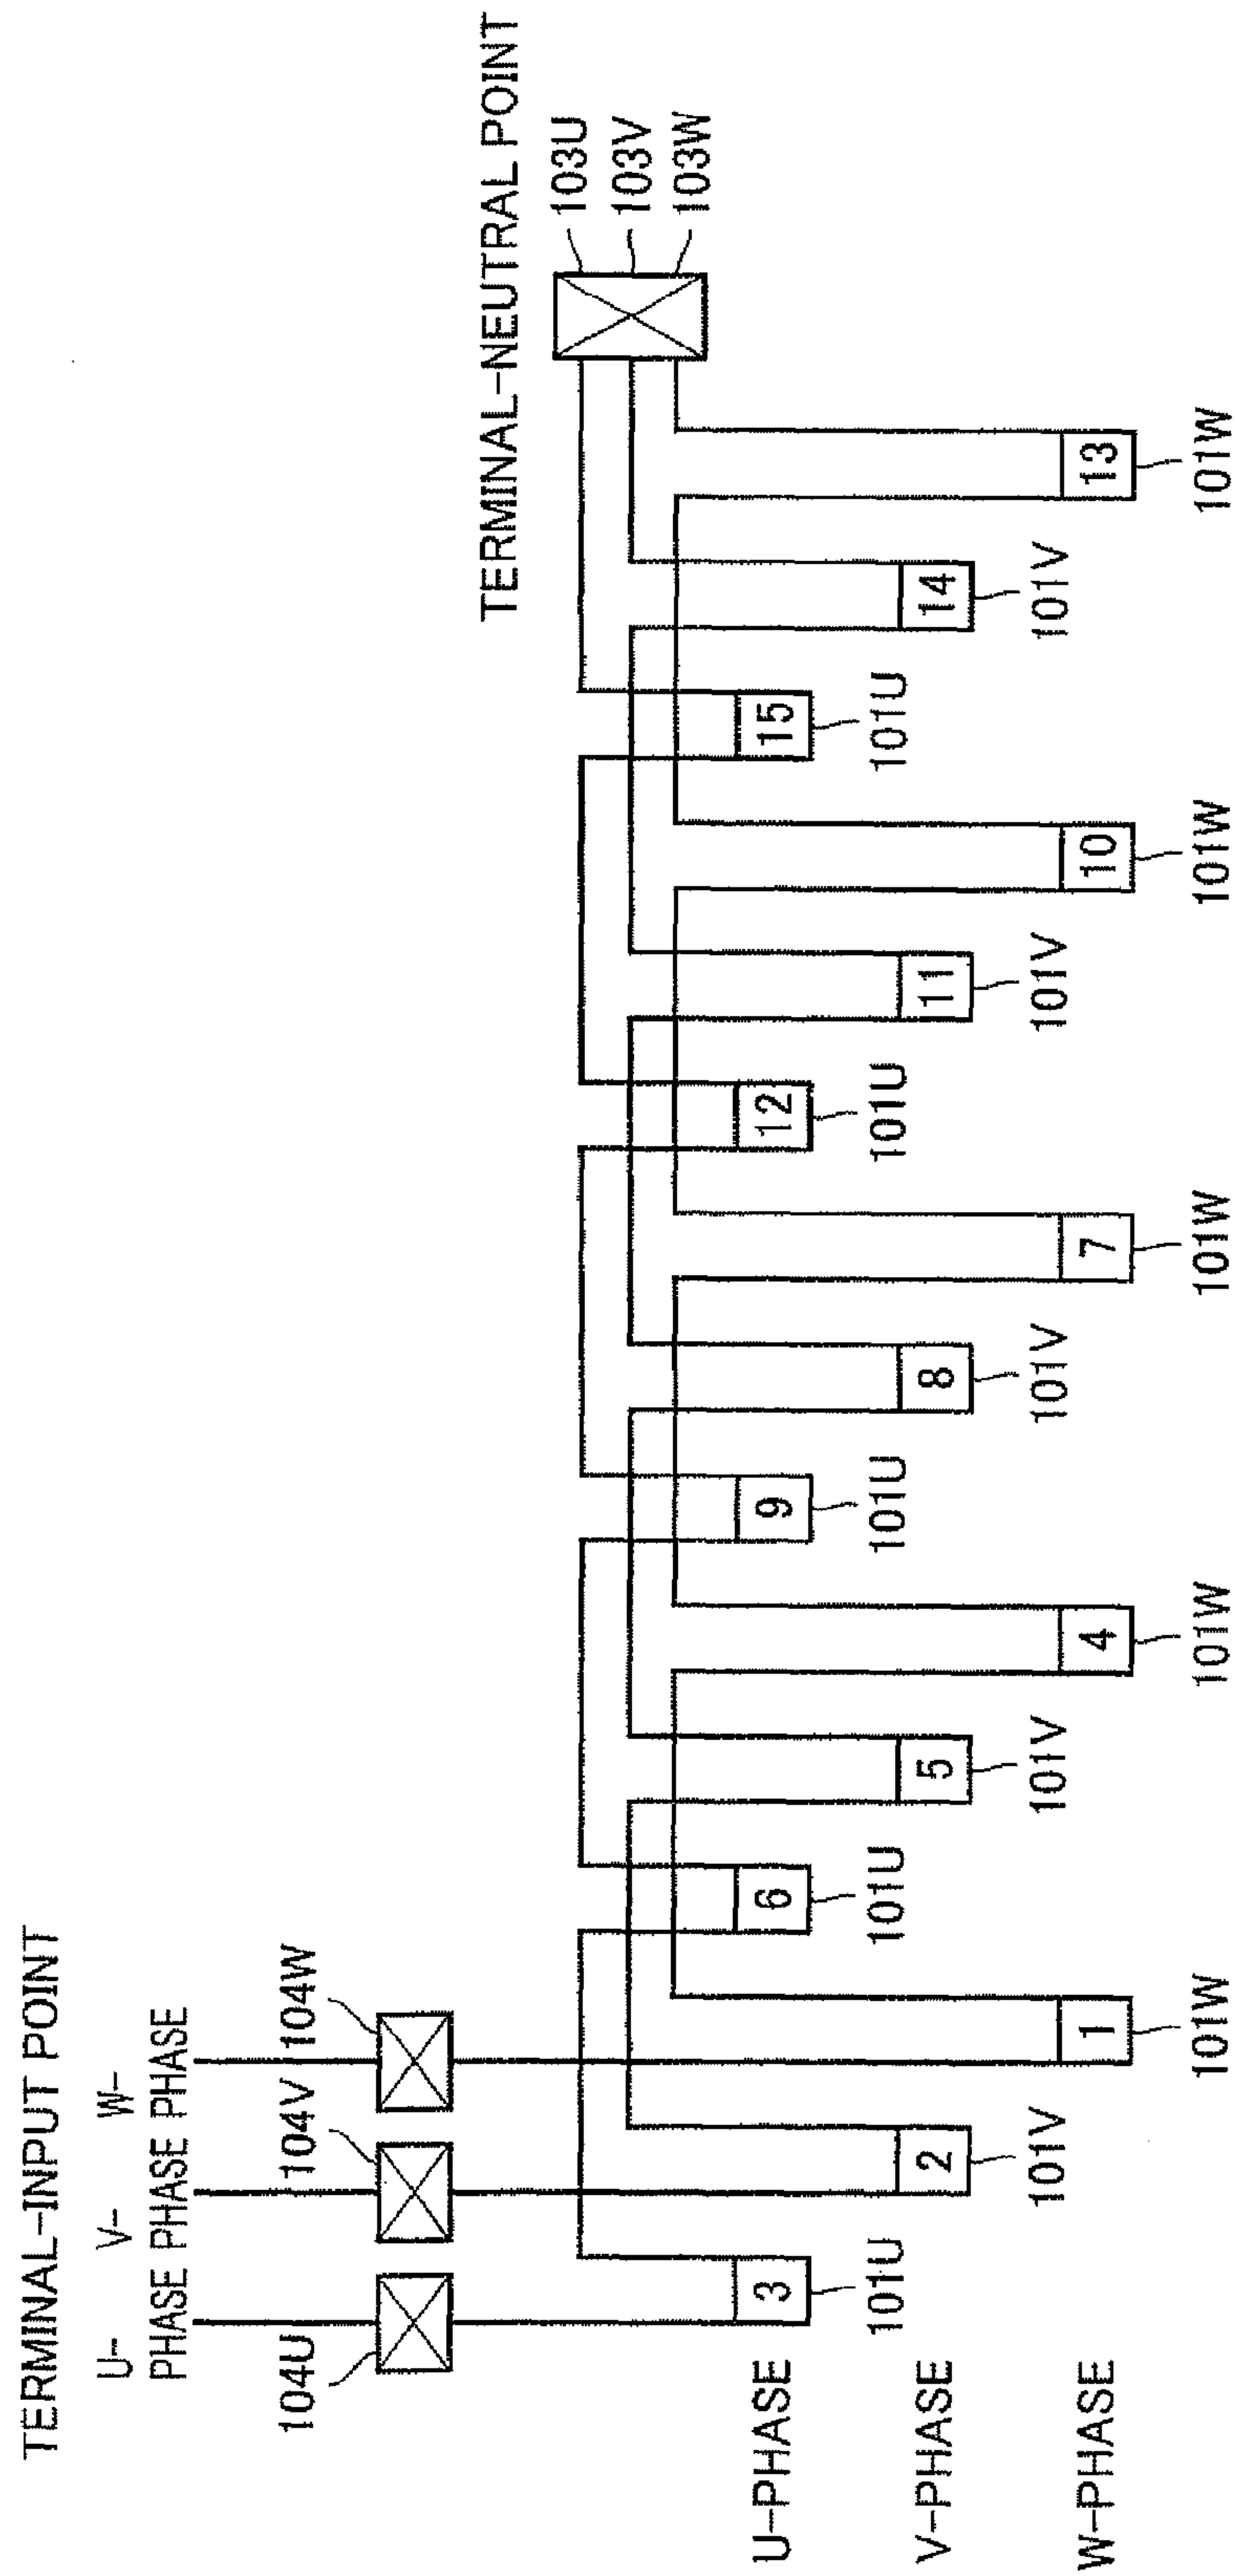 TERMINAL-INPUT POINT
U- V- W-
PHASE PHASE PHASE
104U 104V 104W
TERMINAL-NEUTRAL POINT
103U
103V
103W
U-PHASE
3 6 9 12 15
101U 101U 101U 101U 101U
V-PHASE
2 5 8 11 14
101V 101V 101V 101V 101V
W-PHASE
1 4 7 10 13
101W 101W 101W 101W 101W